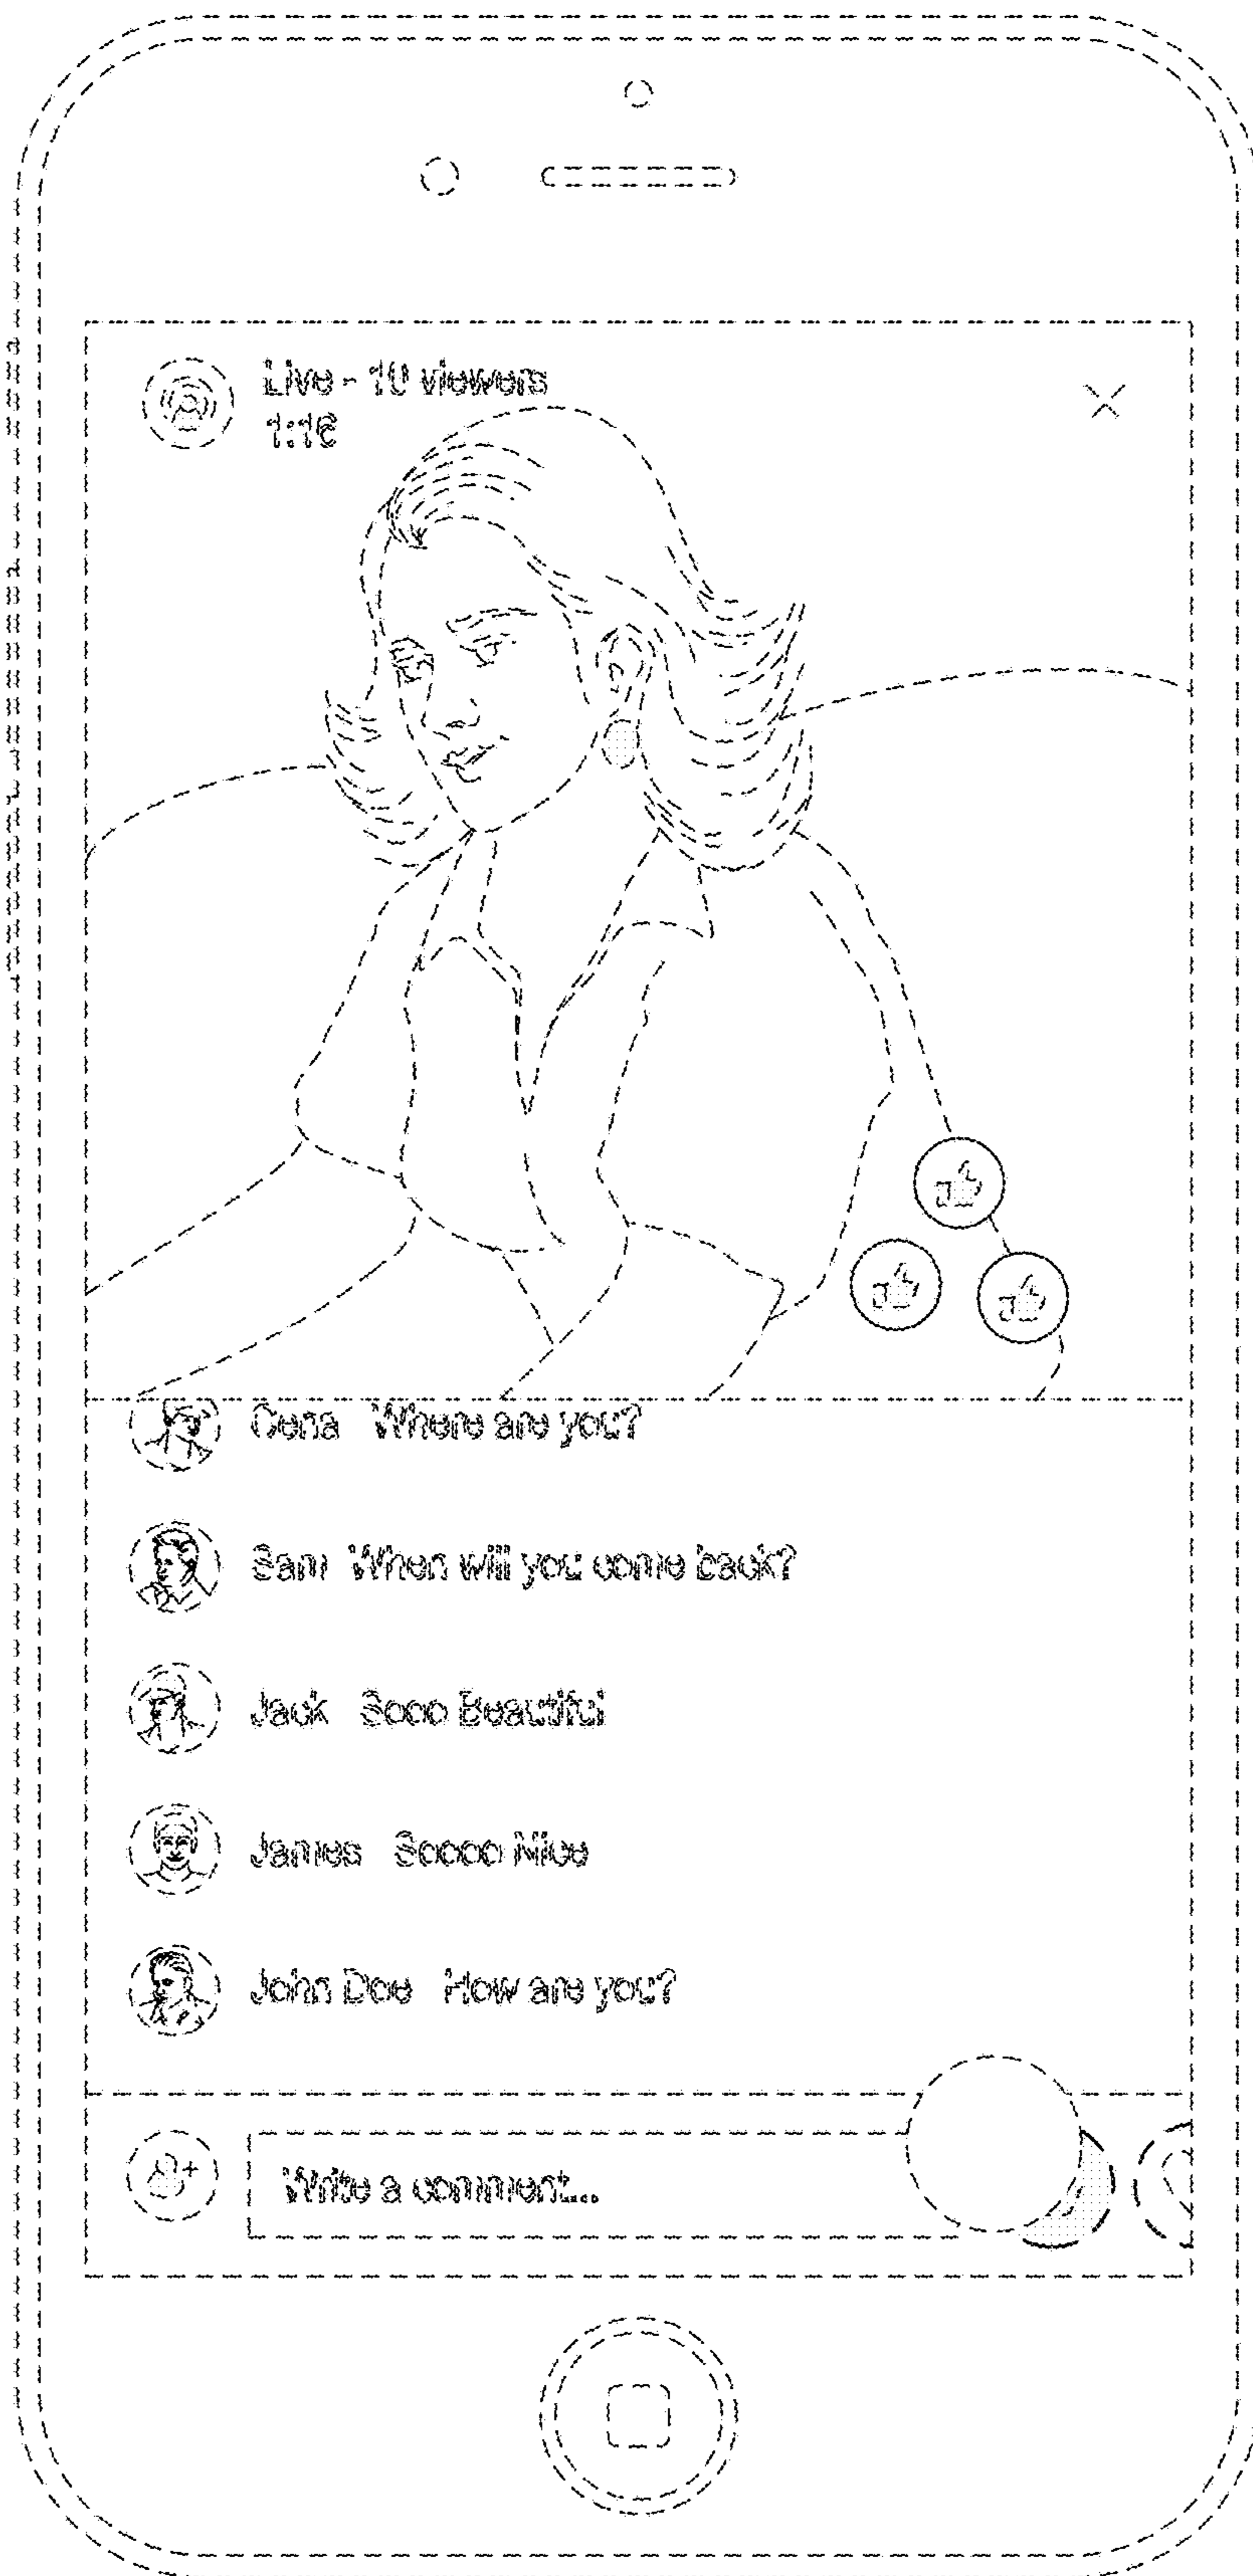 Live - 10 viewers
1:16
Cena Where are you?
Sam When will you come back?
Jack Sooo Beautiful
James Soooo Nice
John Doe How are you?
Write a comment...